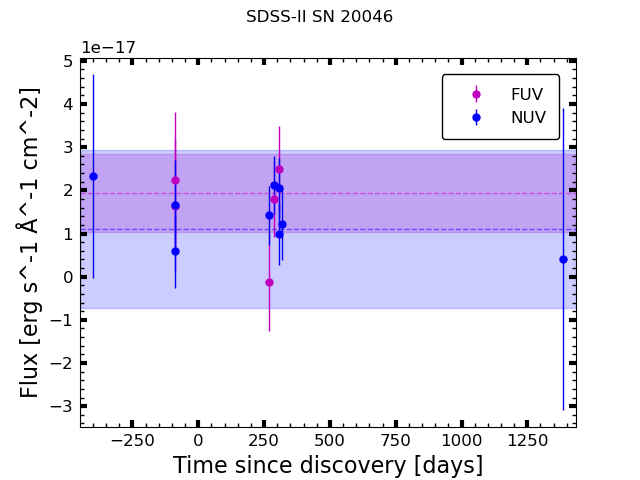 SDSS-II SN 20046
1e−17
5
4
3
2
1
0
−1
−2
−3
Flux [erg s^-1 Å^-1 cm^-2]
FUV
NUV
−250 0 250 500 750 1000 1250
Time since discovery [days]